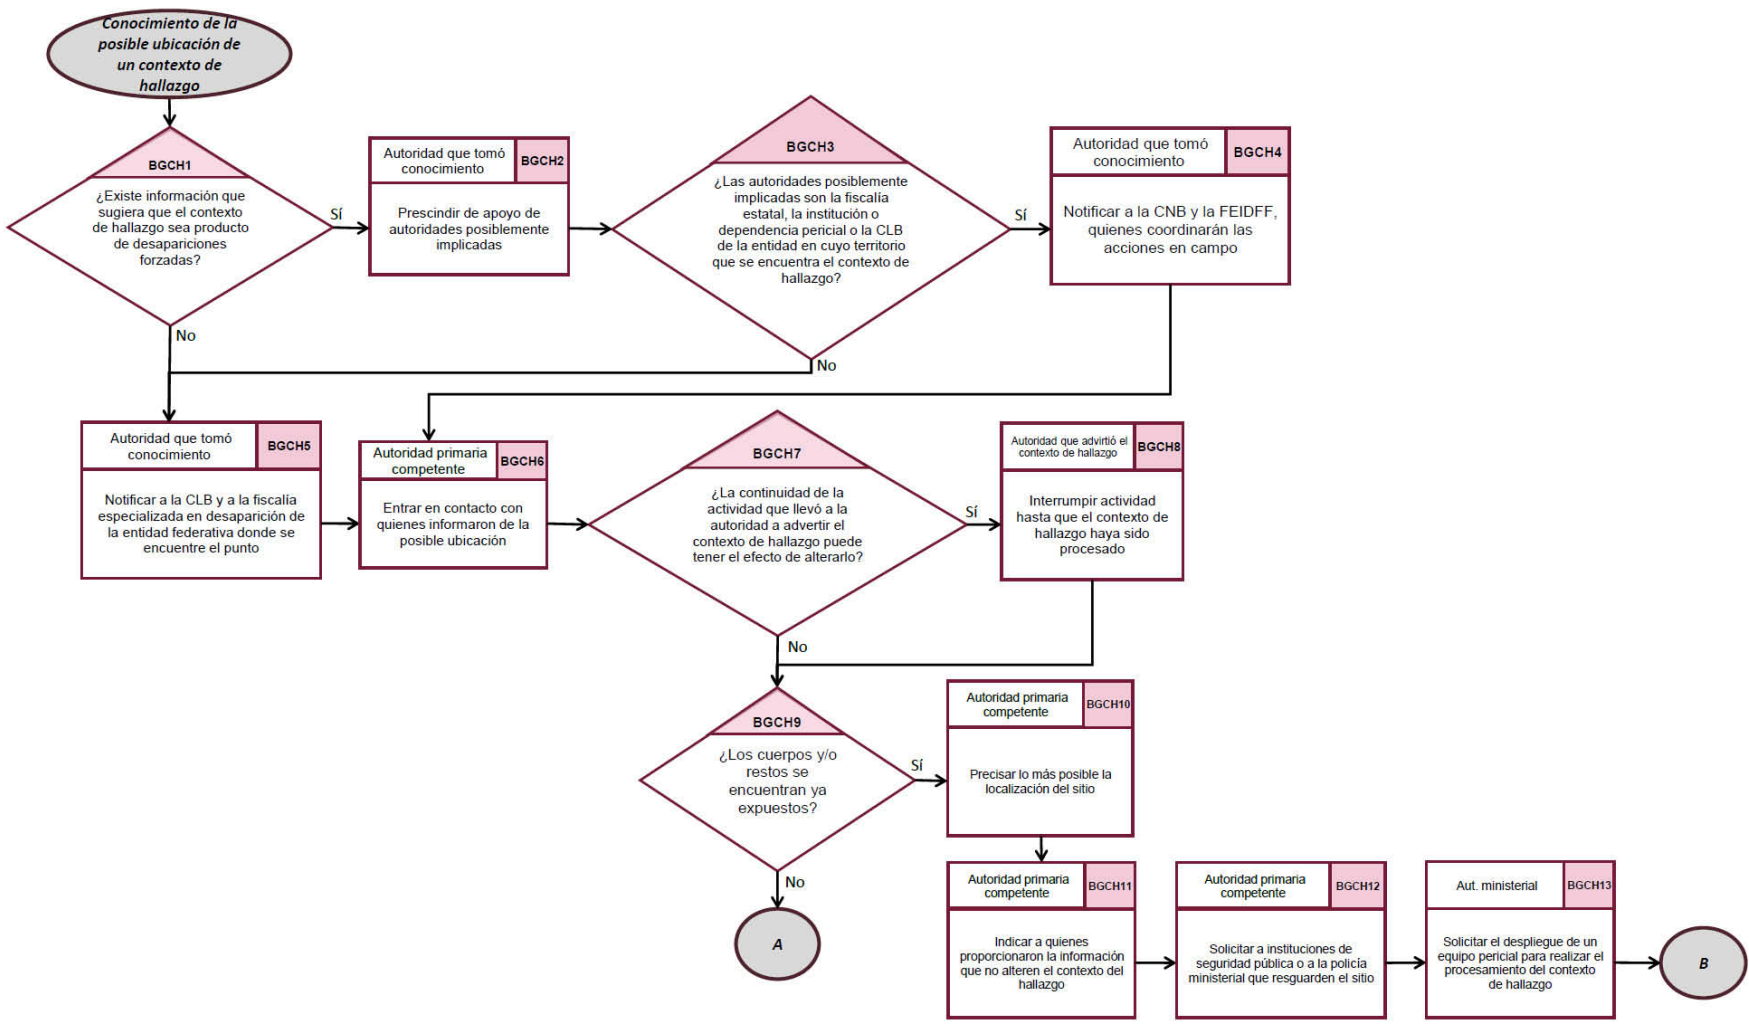 Conocimiento de la
posible ubicación de
un contexto de
hallazgo
BGCH1
¿Existe información que
sugiera que el contexto
de hallazgo sea producto
de desapariciones
forzadas?
Sí
No
Autoridad que tomó
conocimiento
BGCH2
Prescindir de apoyo de
autoridades posiblemente
implicadas
BGCH3
¿Las autoridades posiblemente
implicadas son la fiscalía
estatal, la institución o
dependencia pericial o la CLB
de la entidad en cuyo territorio
que se encuentra el contexto de
hallazgo?
Sí
No
Autoridad que tomó
conocimiento
BGCH4
Notificar a la CNB y la FEIDFF,
quienes coordinarán las
acciones en campo
Autoridad que tomó
conocimiento
BGCH5
Notificar a la CLB y a la fiscalía
especializada en desaparición de
la entidad federativa donde se
encuentre el punto
Autoridad primaria
competente
BGCH6
Entrar en contacto con
quienes informaron de la
posible ubicación
BGCH7
¿La continuidad de la
actividad que llevó a la
autoridad a advertir el
contexto de hallazgo puede
tener el efecto de alterarlo?
Sí
No
Autoridad que advirtió el
contexto de hallazgo
BGCH8
Interrumpir actividad
hasta que el contexto de
hallazgo haya sido
procesado
BGCH9
¿Los cuerpos y/o
restos se
encuentran ya
expuestos?
Sí
No
A
Autoridad primaria
competente
BGCH10
Precisar lo más posible la
localización del sitio
Autoridad primaria
competente
BGCH11
Indicar a quienes
proporcionaron la información
que no alteren el contexto del
hallazgo
Autoridad primaria
competente
BGCH12
Solicitar a instituciones de
seguridad pública o a la policía
ministerial que resguarden el sitio
Aut. ministerial
BGCH13
Solicitar el despliegue de un
equipo pericial para realizar el
procesamiento del contexto
de hallazgo
B